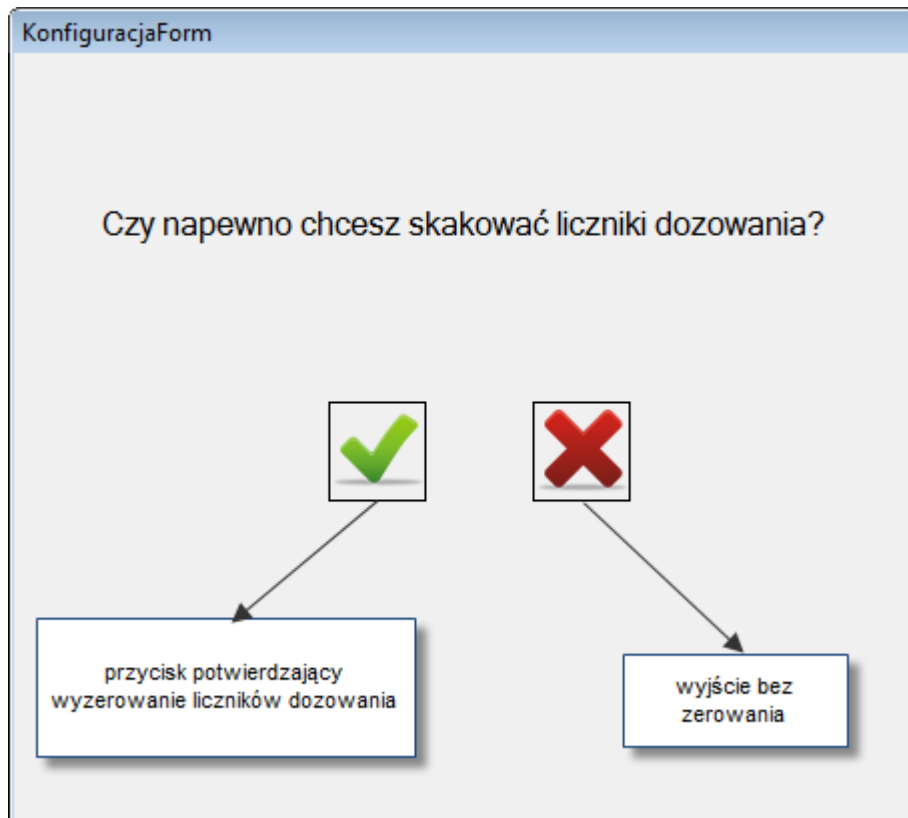 KonfiguracjaForm
Czy napewno chcesz skakować liczniki dozowania?
przycisk potwierdzający
wyzerowanie liczników dozowania
wyjście bez
zerowania